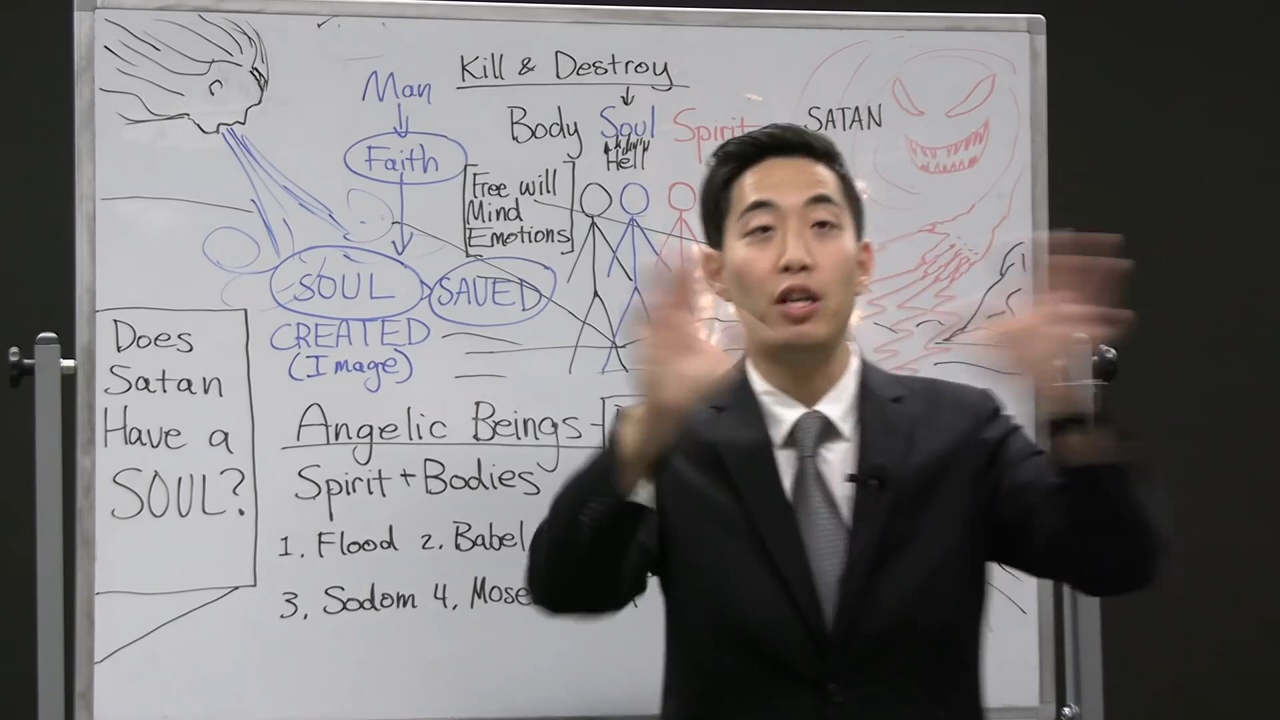 Kill & Destroy
Man
Body Soul Spirit
SATAN
Hell
Faith
Free will
Mind
Emotions
SOUL SAVED
CREATED
(Image)
Does
Satan
Have a
SOUL?
Angelic Beings-
Spirit + Bodies
1. Flood 2. Babel
3. Sodom 4. Mose